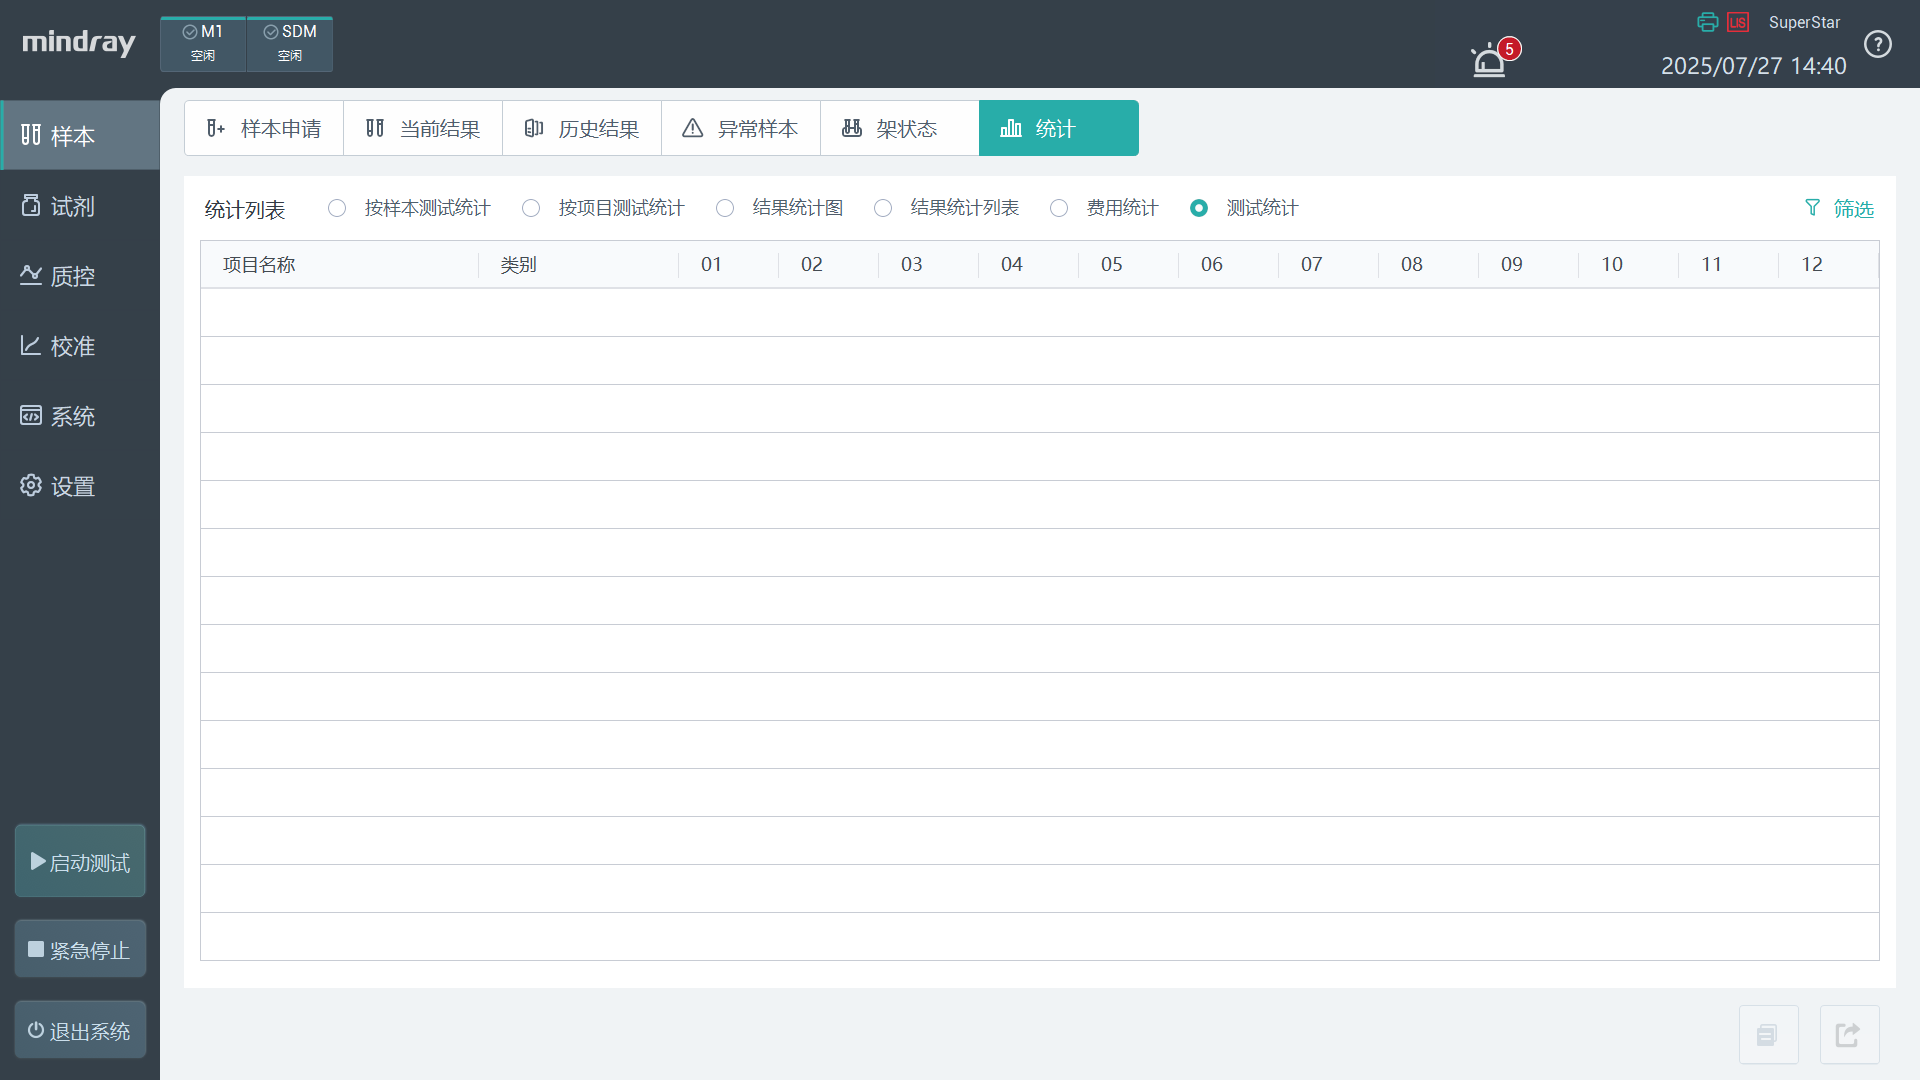 mindray
M1
空闲
SDM
空闲
5
LIS
SuperStar
2025/07/27 14:40
?
样本
试剂
质控
校准
系统
设置
启动测试
紧急停止
退出系统
样本申请
当前结果
历史结果
异常样本
架状态
统计
统计列表
按样本测试统计
按项目测试统计
结果统计图
结果统计列表
费用统计
测试统计
筛选
项目名称 类别 01 02 03 04 05 06 07 08 09 10 11 12